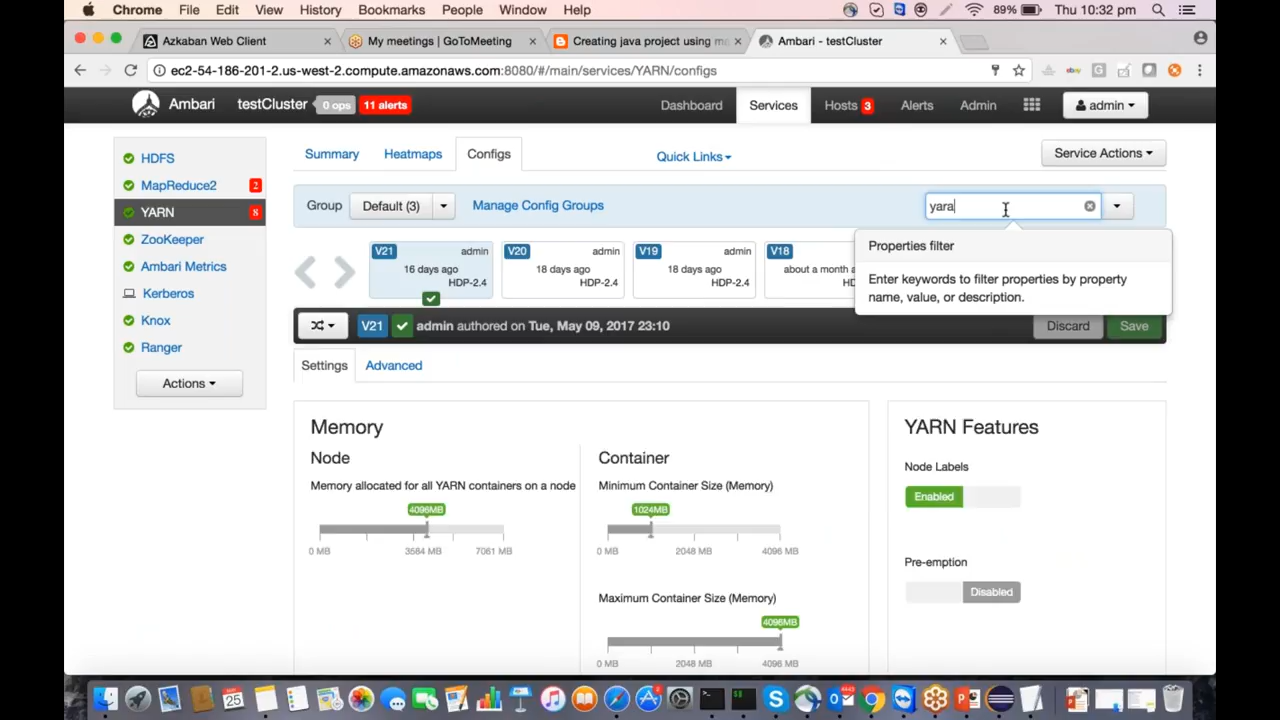 Chrome File Edit View History Bookmarks People Window Help 89% Thu 10:32 pm
Azkaban Web Client × My meetings | GoToMeeting × Creating java project using m × Ambari - testCluster ×
ec2-54-186-201-2.us-west-2.compute.amazonaws.com:8080/#/main/services/YARN/configs
Ambari testCluster 0 ops 11 alerts Dashboard Services Hosts 3 Alerts Admin admin
HDFS
MapReduce2 2
YARN 8
ZooKeeper
Ambari Metrics
Kerberos
Knox
Ranger
Actions
Summary Heatmaps Configs Quick Links Service Actions
Group Default (3) Manage Config Groups yara
Properties filter
Enter keywords to filter properties by property
name, value, or description.
V21 admin
16 days ago
HDP-2.4
V20 admin
18 days ago
HDP-2.4
V19 admin
18 days ago
HDP-2.4
V18
about a month a
V21 admin authored on Tue, May 09, 2017 23:10 Discard Save
Settings Advanced
Memory
Node
Memory allocated for all YARN containers on a node
4096MB
0 MB 3584 MB 7061 MB
Container
Minimum Container Size (Memory)
1024MB
0 MB 2048 MB 4096 MB
Maximum Container Size (Memory)
4096MB
0 MB 2048 MB 4096 MB
YARN Features
Node Labels
Enabled
Pre-emption
Disabled